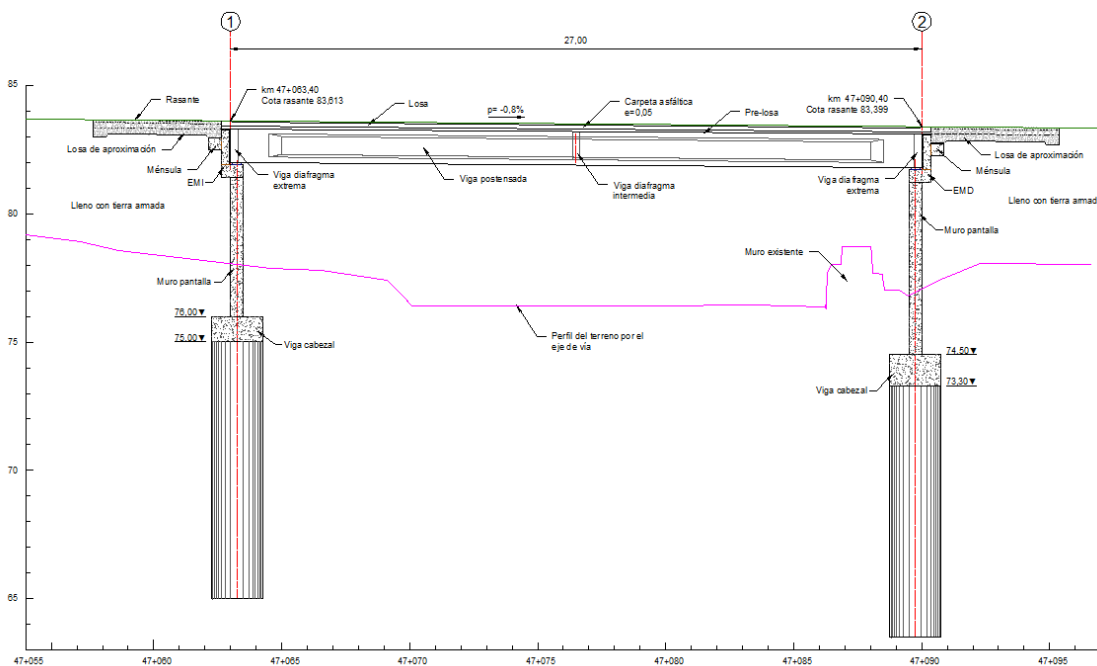 1
2
27,00
85
Rasante
km 47+063,40
Cota rasante 83,613
Losa
p= -0,8%
Carpeta asfáltica
e=0,05
Pre-losa
km 47+090,40
Cota rasante 83,399
Losa de aproximación
Ménsula
EMI
Viga diafragma
extrema
Viga postensada
Viga diafragma
intermedia
Viga diafragma
extrema
Losa de aproximación
Ménsula
EMD
Lleno con tierra armada
80
Lleno con tierra armad
Muro pantalla
Muro existente
Muro pantalla
76,00
75,00
75
Viga cabezal
Perfil del terreno por el
eje de vía
74,50
73,30
Viga cabezal
70
65
47+055
47+060
47+065
47+070
47+075
47+080
47+085
47+090
47+095